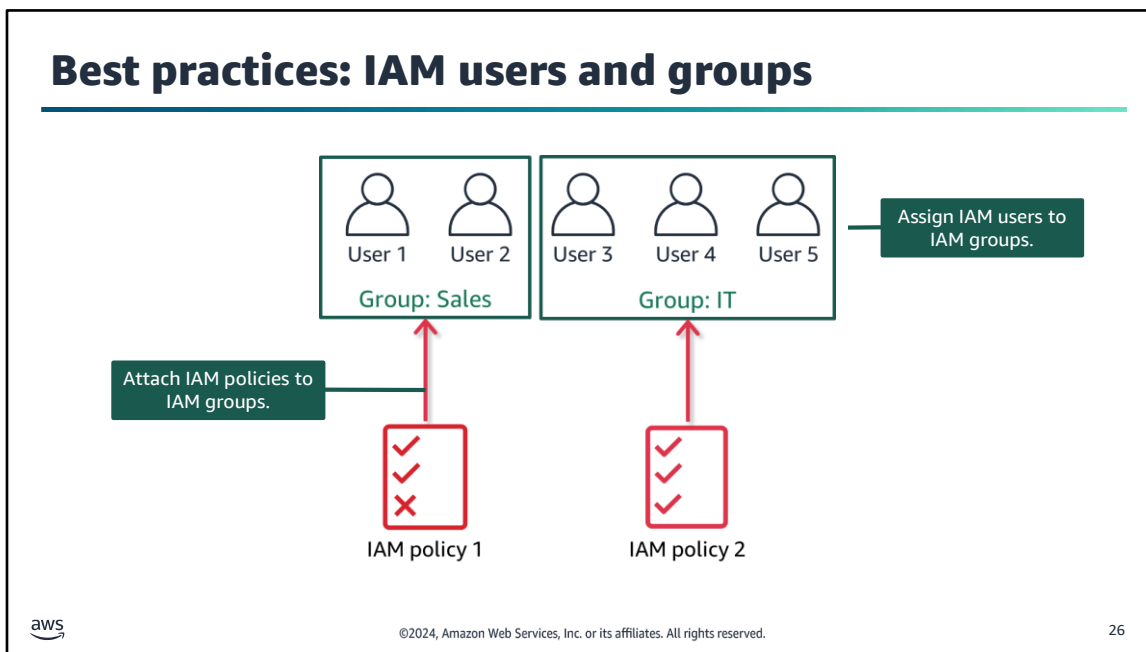 Best practices: IAM users and groups
User 1
User 2
User 3
User 4
User 5
Group: Sales
Group: IT
Assign IAM users to
IAM groups.
Attach IAM policies to
IAM groups.
IAM policy 1
IAM policy 2
aws
©2024, Amazon Web Services, Inc. or its affiliates. All rights reserved.
26